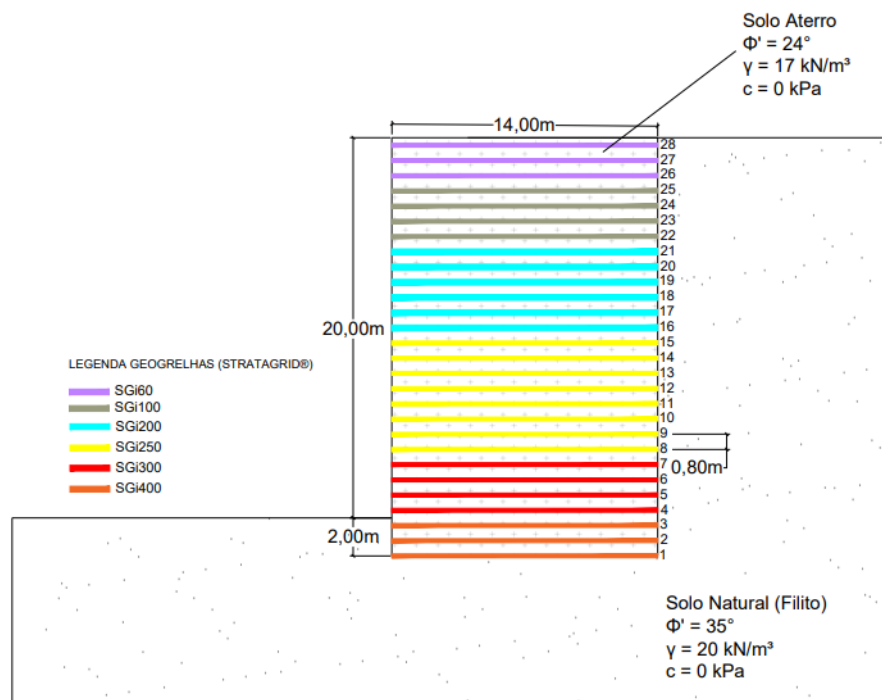 Solo Aterro
Φ' = 24°
γ = 17 kN/m³
c = 0 kPa
14,00m
28
27
26
25
24
23
22
21
20
19
18
17
16
15
14
13
12
11
10
9
8
7
6
5
4
3
2
1
20,00m
0,80m
2,00m
LEGENDA GEOGRELHAS (STRATAGRID®)
SGi60
SGi100
SGi200
SGi250
SGi300
SGi400
Solo Natural (Filito)
Φ' = 35°
γ = 20 kN/m³
c = 0 kPa